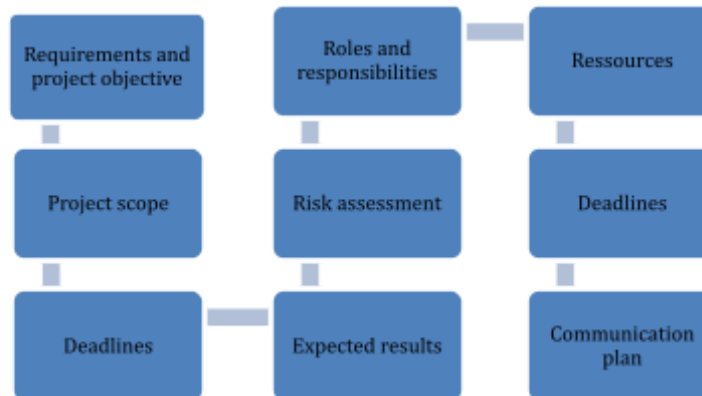 Requirements and
project objective
Project scope
Deadlines
Expected results
Risk assessment
Roles and
responsibilities
Ressources
Deadlines
Communication
plan